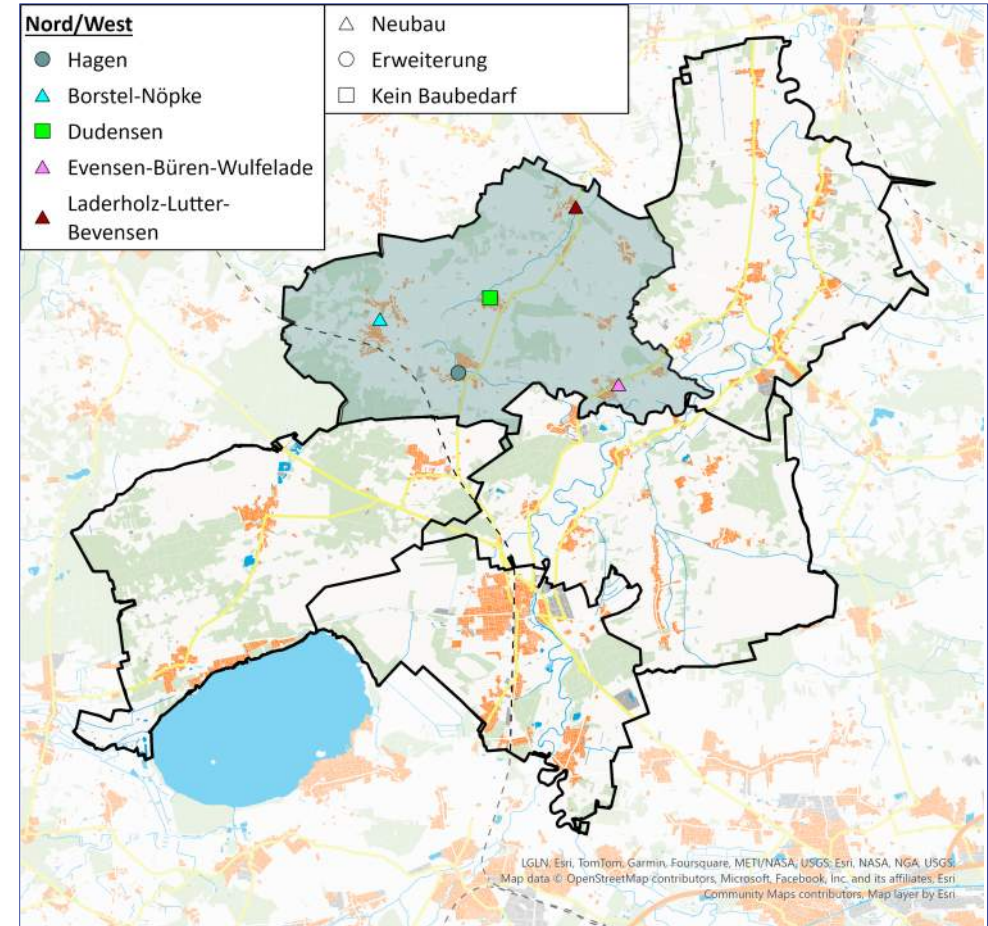 Nord/West
Hagen
Borstel-Nöpke
Dudensen
Evensen-Büren-Wulfelade
Laderholz-Lutter-
Bevensen
Neubau
Erweiterung
Kein Baubedarf
LGLN, Esri, TomTom, Garmin, Foursquare, METI/NASA, USGS; Esri, NASA, NGA, USGS;
Map data © OpenStreetMap contributors, Microsoft, Facebook, Inc. and its affiliates, Esri
Community Maps contributors, Map layer by Esri